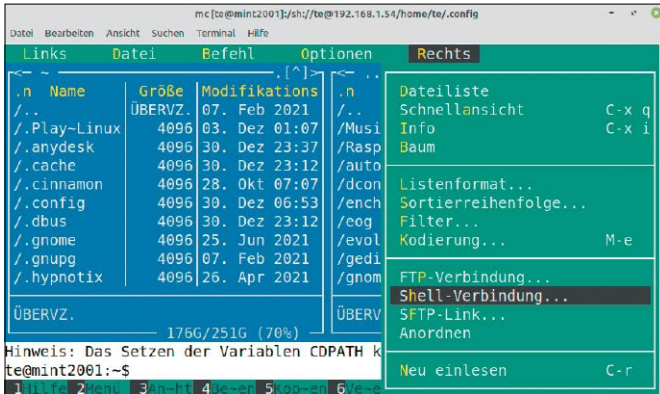 mc [te@mint2001]:/sh://te@192.168.1.54/home/te/.config
Datei Bearbeiten Ansicht Suchen Terminal Hilfe
Links Datei Befehl Optionen Rechts
<— ~ .[^]> <— ..
.n Name Größe Modifikations .n
/.. ÜBERVZ. 07. Feb 2021 /..
/.Play~Linux 4096 03. Dez 01:07 /Musi
/.anydesk 4096 30. Dez 23:37 /Rasp
/.cache 4096 30. Dez 23:12 /auto
/.cinnamon 4096 28. Okt 07:07 /dcon
/.config 4096 30. Dez 06:53 /ench
/.dbus 4096 30. Dez 23:12 /eog
/.gnome 4096 25. Jun 2021 /evol
/.gnupg 4096 07. Feb 2021 /gedi
/.hypnotix 4096 26. Apr 2021 /gnom
ÜBERVZ. ÜBERV
176G/251G (70%)
Hinweis: Das Setzen der Variablen CDPATH k
te@mint2001:~$
1Hilfe 2Menü 3An~ht 4Be~en 5Kop~en 6Ve~e
Dateiliste
Schnellansicht C-x q
Info C-x i
Baum
Listenformat...
Sortierreihenfolge...
Filter...
Kodierung... M-e
FTP-Verbindung...
Shell-Verbindung...
SFTP-Link...
Anordnen
Neu einlesen C-r